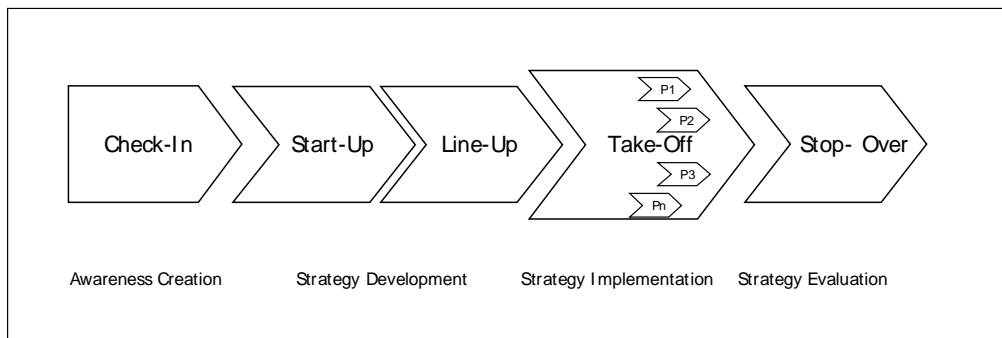 P1
P2
Check-In Start-Up Line-Up Take-Off Stop- Over
P3
Pn
Awareness Creation Strategy Development Strategy Implementation Strategy Evaluation